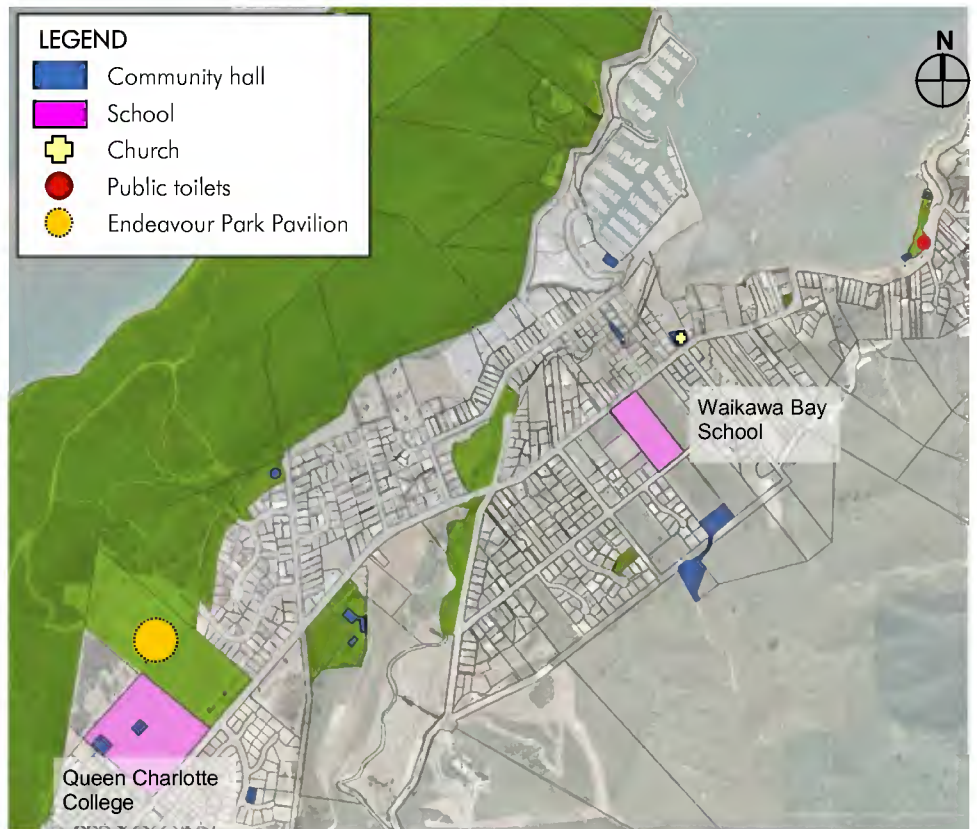 LEGEND
Community hall
School
Church
Public toilets
Endeavour Park Pavilion
N
Waikawa Bay
School
Queen Charlotte
College